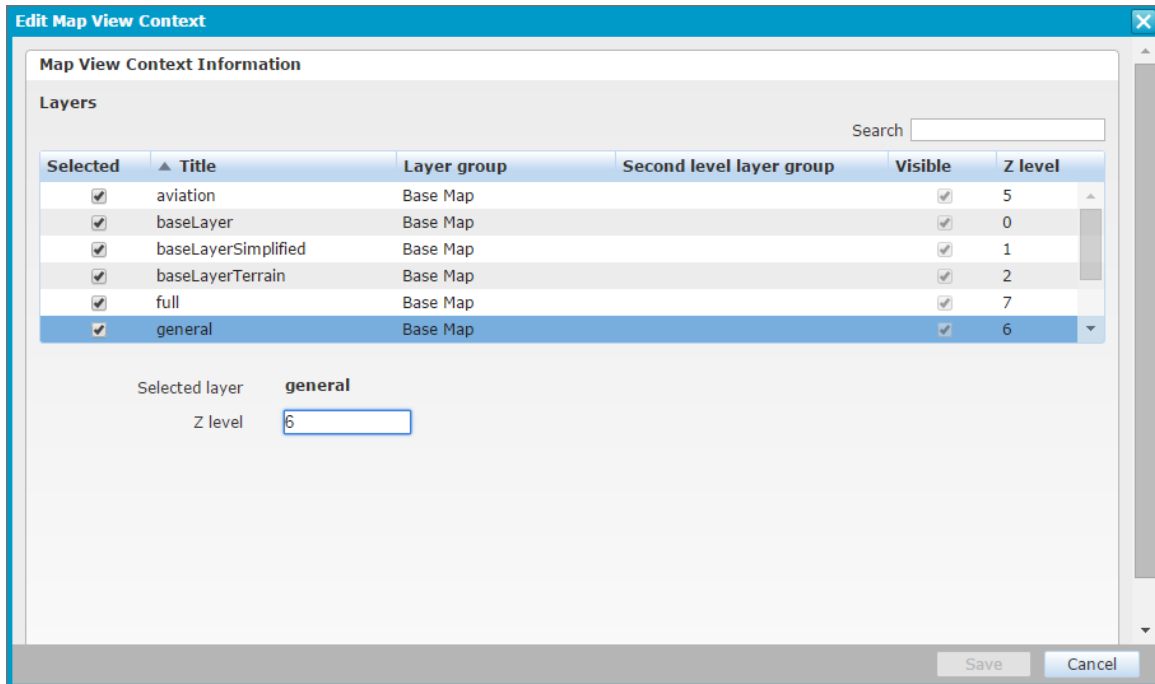 Edit Map View Context
Map View Context Information
Layers
Search
Selected Title Layer group Second level layer group Visible Z level
aviation Base Map 5
baseLayer Base Map 0
baseLayerSimplified Base Map 1
baseLayerTerrain Base Map 2
full Base Map 7
general Base Map 6
Selected layer general
Z level 6
Save Cancel